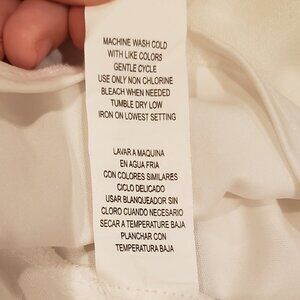 MACHINE WASH COLD
WITH LIKE COLORS
GENTLE CYCLE
USE ONLY NON CHLORINE
BLEACH WHEN NEEDED
TUMBLE DRY LOW
IRON ON LOWEST SETTING
LAVAR A MAQUINA
EN AGUA FRIA
CON COLORES SIMILARES
CICLO DELICADO
USAR BLANQUEADOR SIN
CLORO CUANDO NECESARIO
SECAR A TEMPERATURE BAJA
PLANCHAR CON
TEMPERATURA BAJA